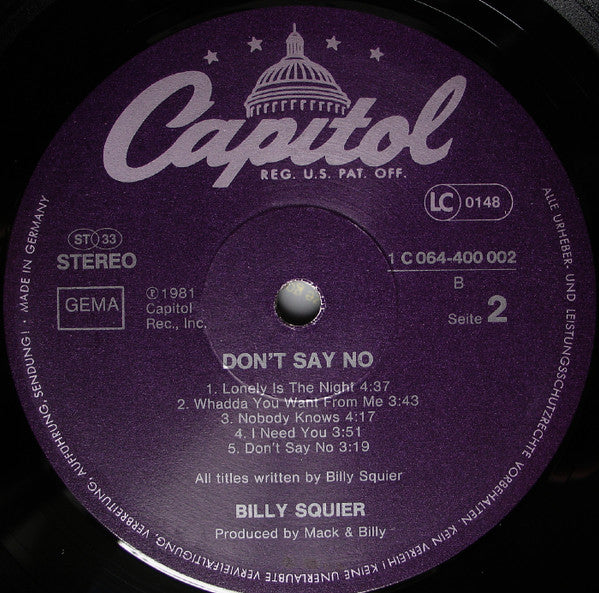 Capitol
REG. U.S. PAT. OFF.
LC 0148
ST 33
STEREO
GEMA
℗ 1981
Capitol
Rec., Inc.
1 C 064-400 002
B
Seite 2
DON'T SAY NO
1. Lonely Is The Night 4:37
2. Whadda You Want From Me 3:43
3. Nobody Knows 4:17
4. I Need You 3:51
5. Don't Say No 3:19
All titles written by Billy Squier
BILLY SQUIER
Produced by Mack & Billy
ALLE URHEBER- UND LEISTUNGSSCHUTZRECHTE VORBEHALTEN KEIN VERLEIH! KEINE UNERLAUBTE VERVIELFÄLTIGUNG, VERBREITUNG, AUFFÜHRUNG, SENDUNG! · MADE IN GERMANY